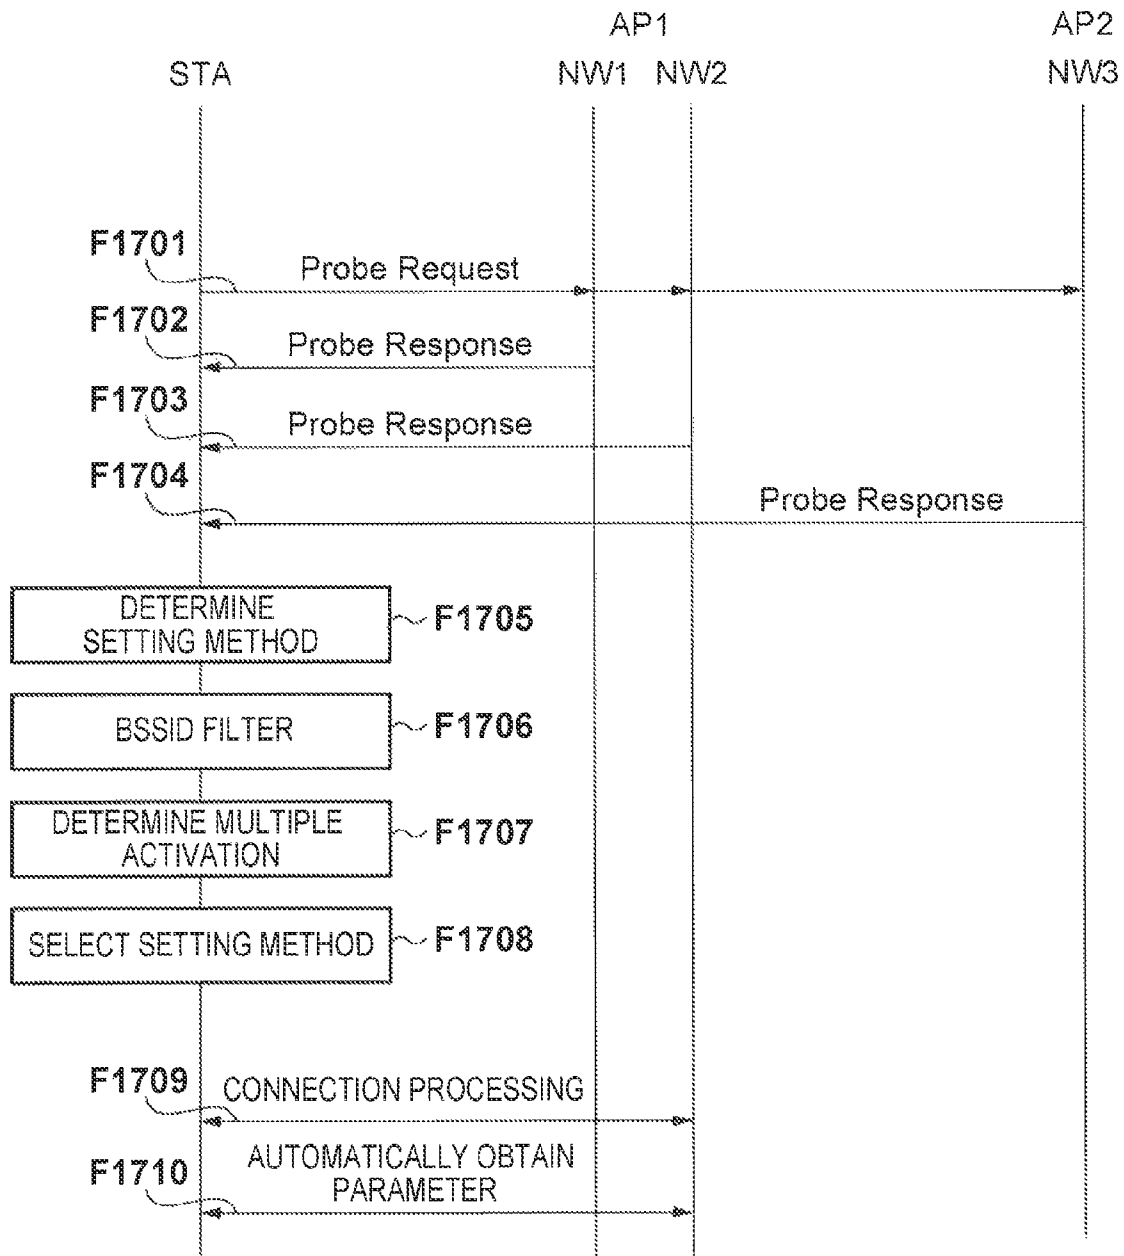 AP1 AP2
STA NW1 NW2 NW3
F1701
Probe Request
F1702
Probe Response
F1703
Probe Response
F1704
Probe Response
DETERMINE
SETTING METHOD
F1705
BSSID FILTER
F1706
DETERMINE MULTIPLE
ACTIVATION
F1707
SELECT SETTING METHOD
F1708
F1709
CONNECTION PROCESSING
F1710
AUTOMATICALLY OBTAIN
PARAMETER